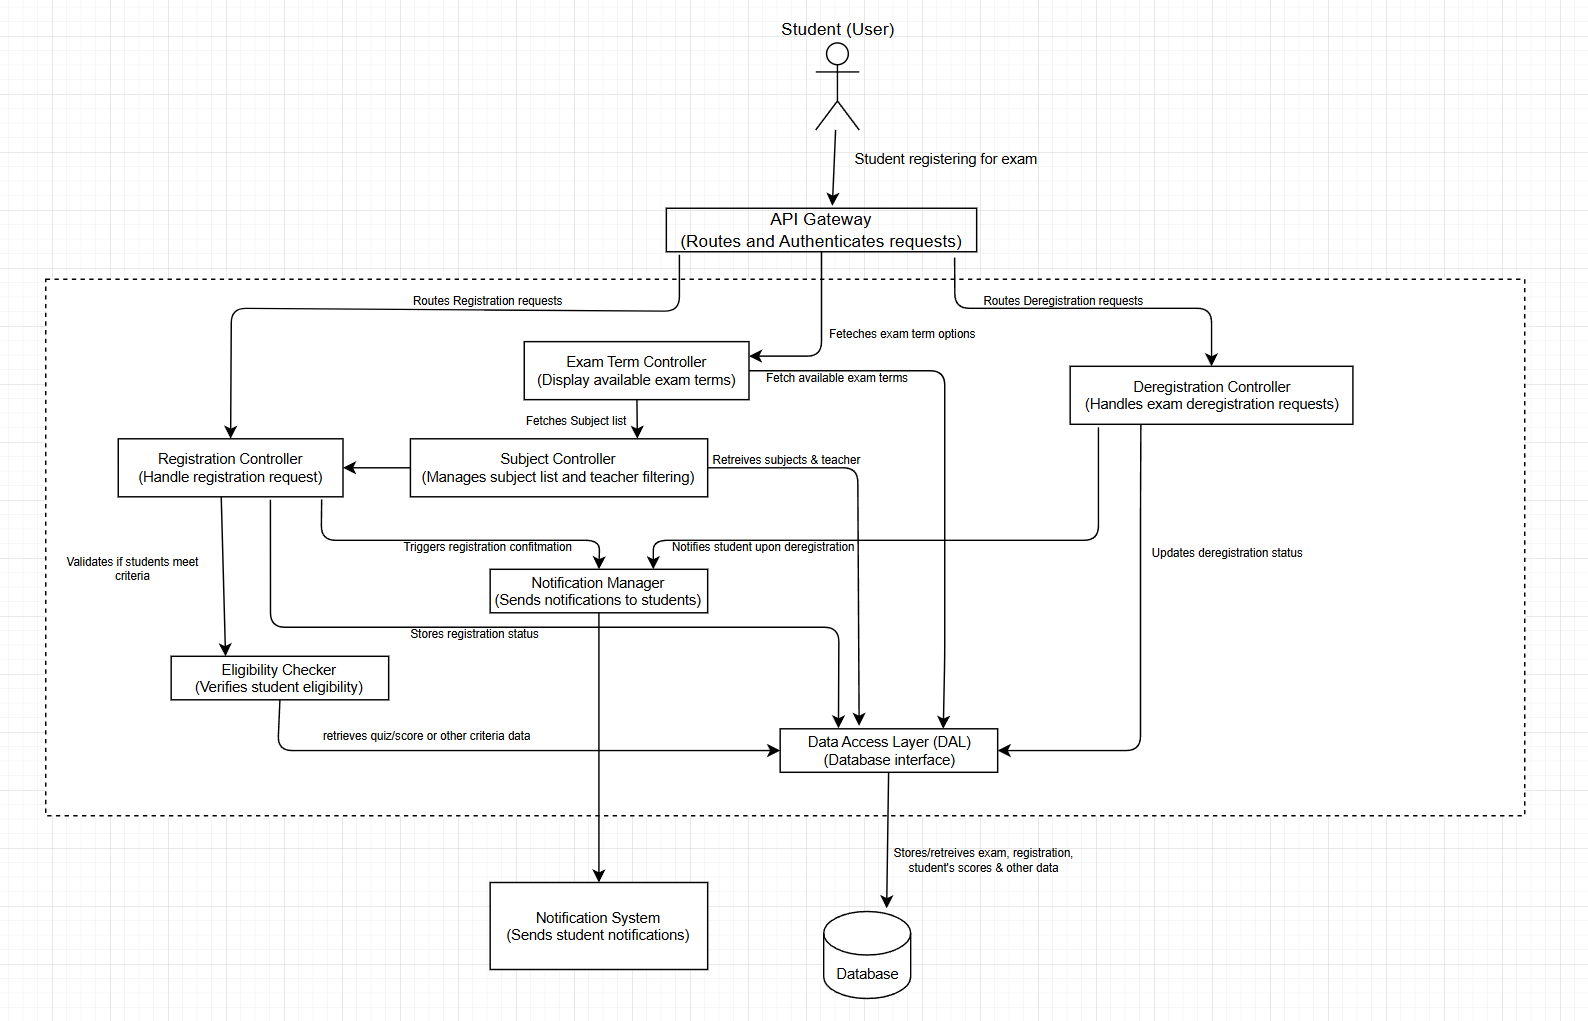 Student (User)
Student registering for exam
API Gateway
(Routes and Authenticates requests)
Routes Registration requests
Routes Deregistration requests
Feteches exam term options
Exam Term Controller
(Display available exam terms)
Fetch available exam terms
Deregistration Controller
(Handles exam deregistration requests)
Fetches Subject list
Registration Controller
(Handle registration request)
Subject Controller
(Manages subject list and teacher filtering)
Retreives subjects & teacher
Triggers registration confitmation
Notifies student upon deregistration
Updates deregistration status
Validates if students meet
criteria
Notification Manager
(Sends notifications to students)
Stores registration status
Eligibility Checker
(Verifies student eligibility)
retrieves quiz/score or other criteria data
Data Access Layer (DAL)
(Database interface)
Stores/retreives exam, registration,
student's scores & other data
Notification System
(Sends student notifications)
Database